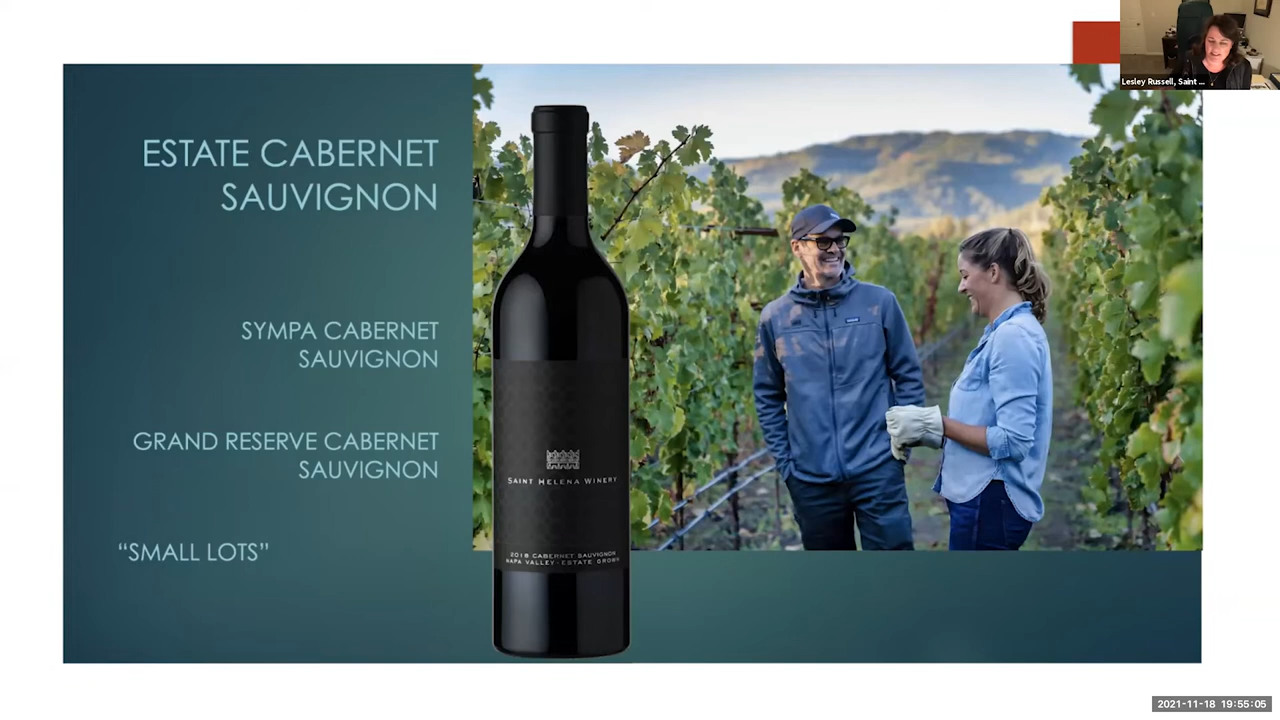 Lesley Russell, Saint ...
ESTATE CABERNET
SAUVIGNON
SYMPA CABERNET
SAUVIGNON
GRAND RESERVE CABERNET
SAUVIGNON
“SMALL LOTS”
SAINT HELENA WINERY
2018 CABERNET SAUVIGNON
NAPA VALLEY - ESTATE GROWN
2021-11-18 19:55:05